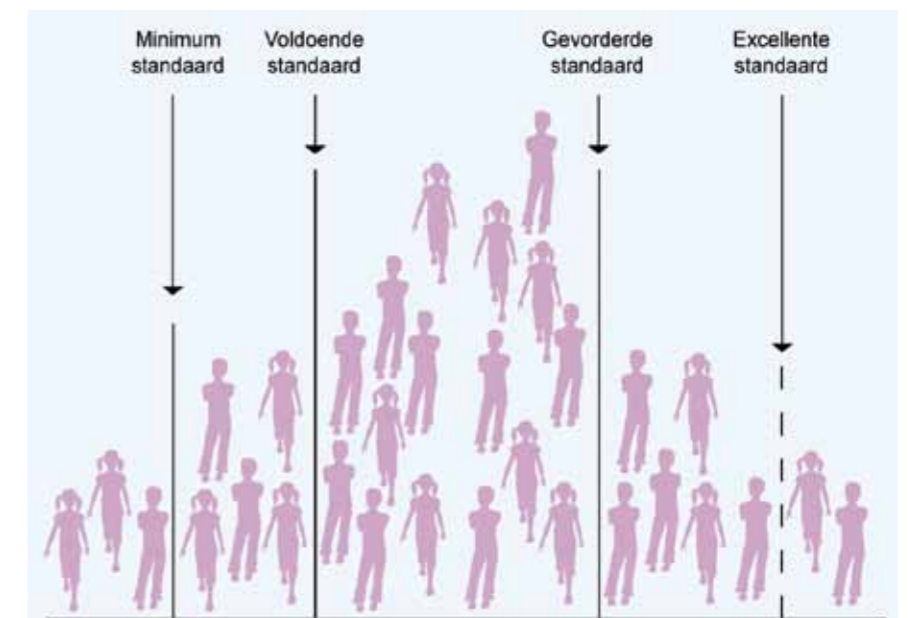 Minimum
standaard
Voldoende
standaard
Gevorderde
standaard
Excellente
standaard